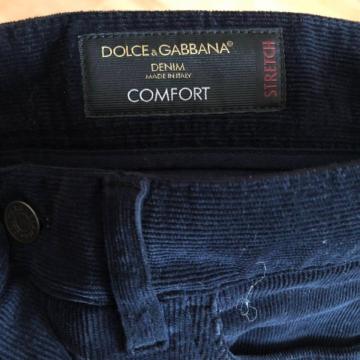 DOLCE & GABBANA®
DENIM
MADE IN ITALY
COMFORT
STRETCH